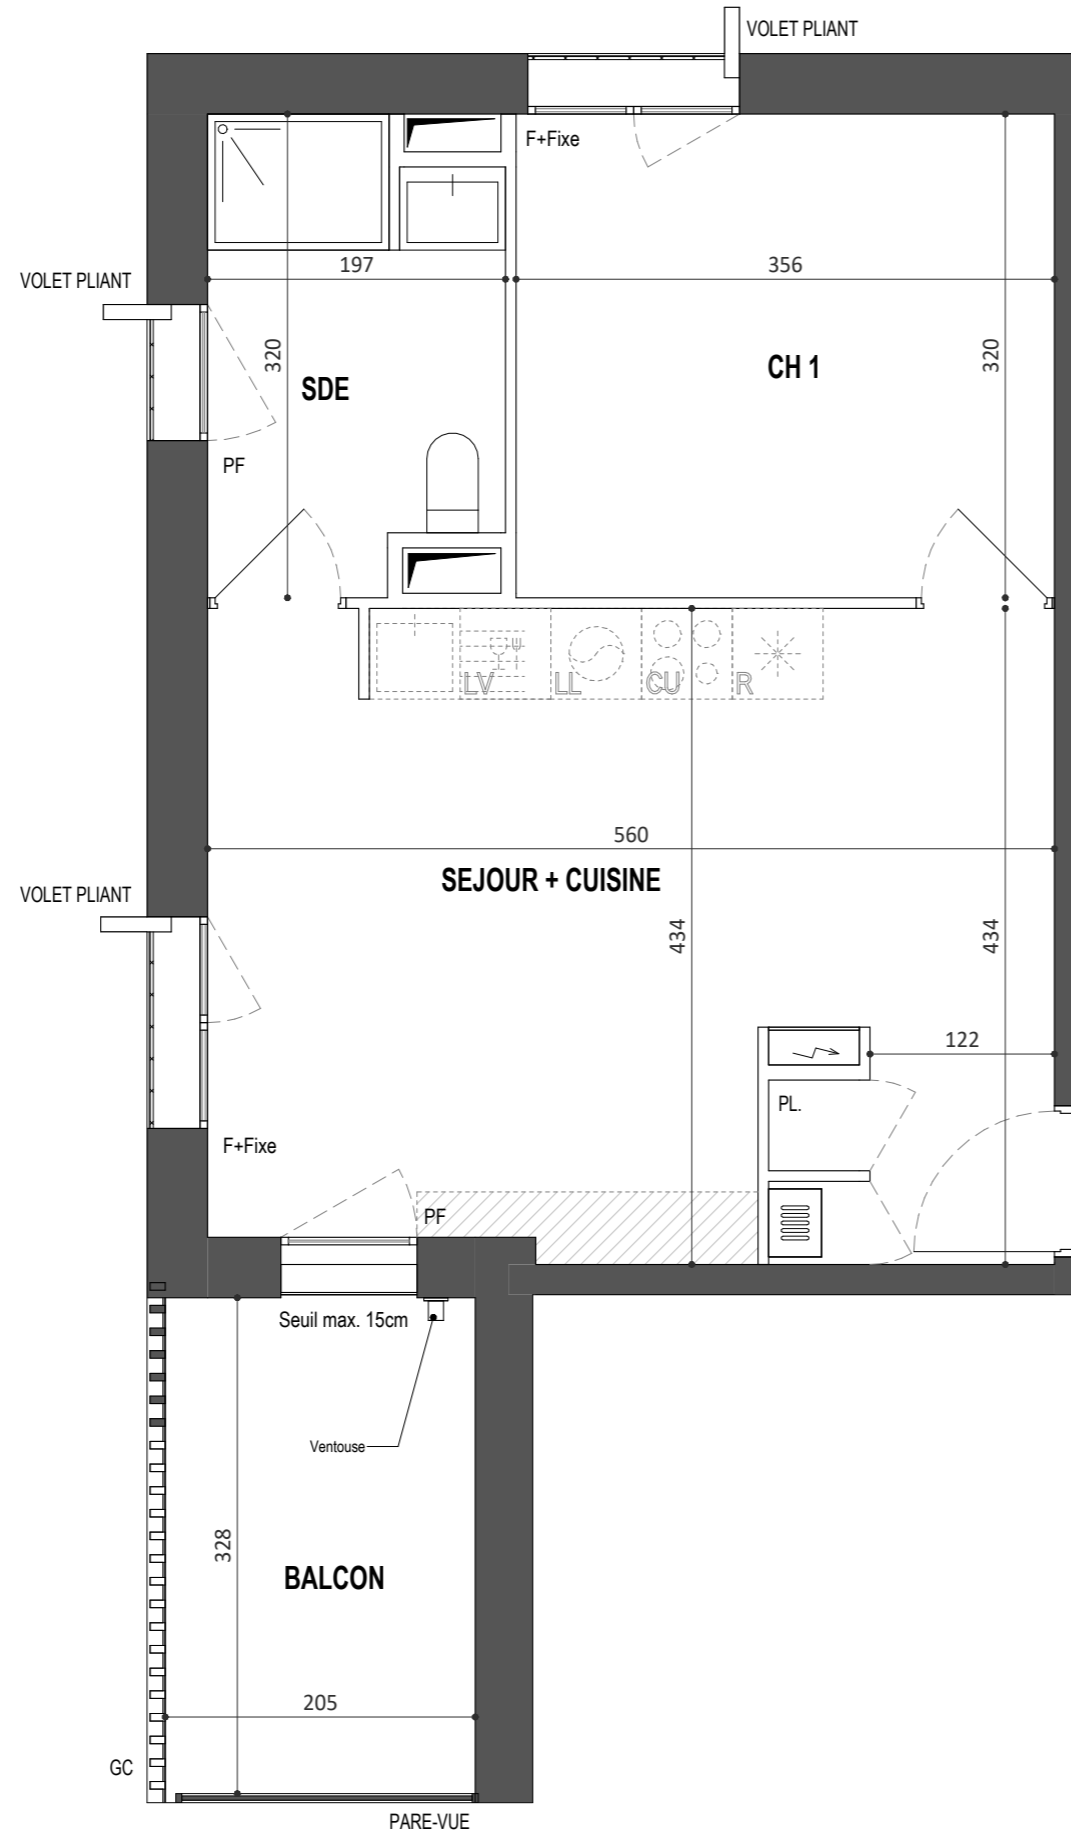 VOLET PLIANT
F+Fixe
197
356
VOLET PLIANT
320
320
SDE
CH 1
PF
LV
LL
CU
R
560
SEJOUR + CUISINE
VOLET PLIANT
434
434
122
PL.
F+Fixe
PF
Seuil max. 15cm
Ventouse
328
BALCON
205
GC
PARE-VUE